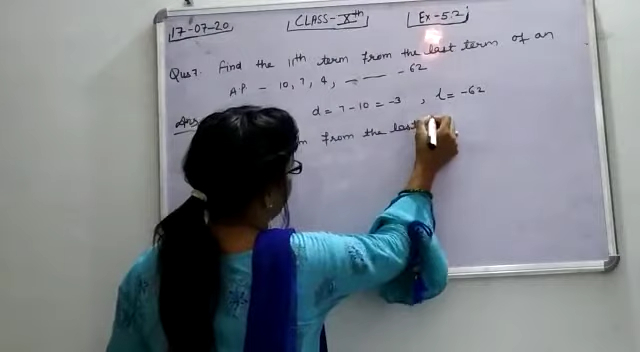 17-07-20 CLASS-Xth Ex-5.2
Ques 7. Find the 11th term from the last term of an
A.P - 10, 7, 4, —— -62
Ans d = 7-10 = -3 , l = -62
from the last